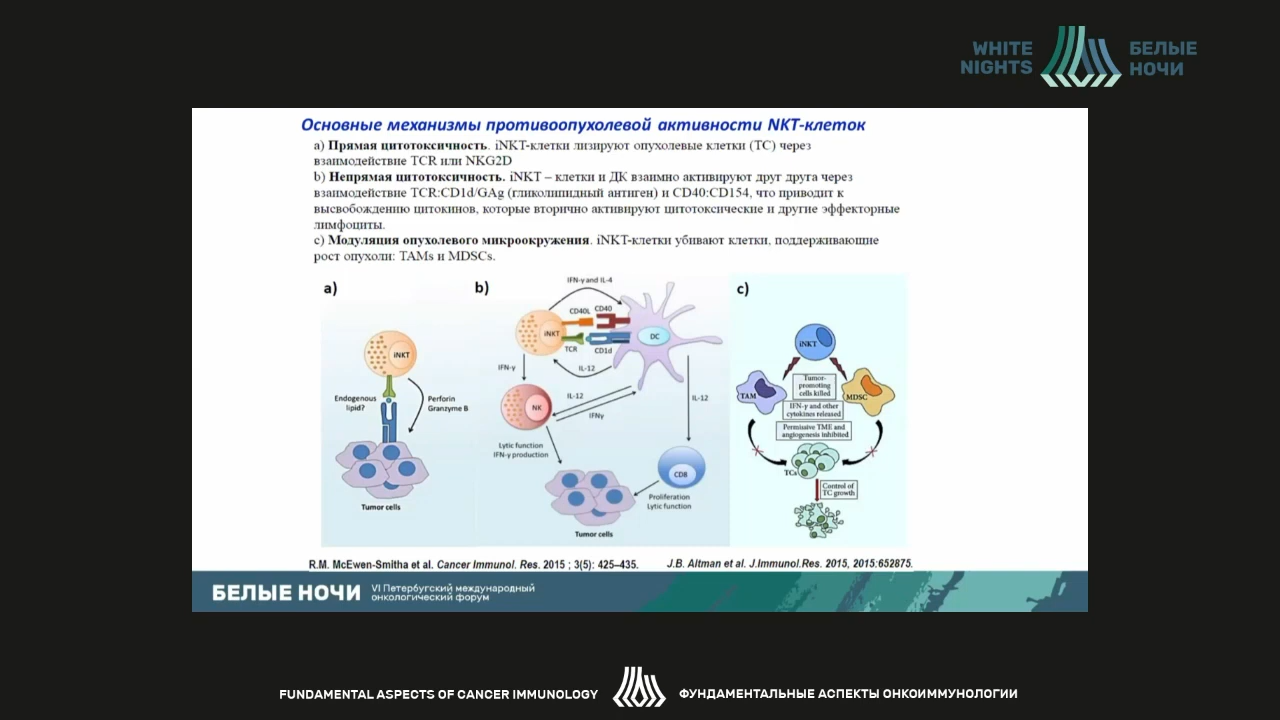 WHITE NIGHTS
БЕЛЫЕ НОЧИ
Основные механизмы противоопухолевой активности NKT-клеток
a) Прямая цитотоксичность. iNKT-клетки лизируют опухолевые клетки (TC) через
взаимодействие TCR или NKG2D
b) Непрямая цитотоксичность. iNKT – клетки и ДК взаимно активируют друг друга через
взаимодействие TCR:CD1d/GAg (гликолипидный антиген) и CD40:CD154, что приводит к
высвобождению цитокинов, которые вторично активируют цитотоксические и другие эффекторные
лимфоциты.
c) Модуляция опухолевого микроокружения. iNKT-клетки убивают клетки, поддерживающие
рост опухоли: TAMs и MDSCs.
a)
iNKT
Endogenous
lipid?
Perforin
Granzyme B
Tumor cells
b)
IFN-γ and IL-4
CD40L
CD40
iNKT
DC
TCR
CD1d
IFN-γ
IL-12
NK
IL-12
IFNγ
IL-12
Lytic function
IFN-γ production
CD8
Proliferation
Lytic function
Tumor cells
c)
iNKT
TAM
MDSC
Tumor-
promoting
cells killed
IFN-γ and other
cytokines released
Permissive TME and
angiogenesis inhibited
TCs
Control of
TC growth
R.M. McEwen-Smitha et al. Cancer Immunol. Res. 2015 ; 3(5): 425–435.
J.B. Altman et al. J.Immunol.Res. 2015, 2015:652875.
БЕЛЫЕ НОЧИ
VI Петербургский международный
онкологический форум
FUNDAMENTAL ASPECTS OF CANCER IMMUNOLOGY
ФУНДАМЕНТАЛЬНЫЕ АСПЕКТЫ ОНКОИММУНОЛОГИИ